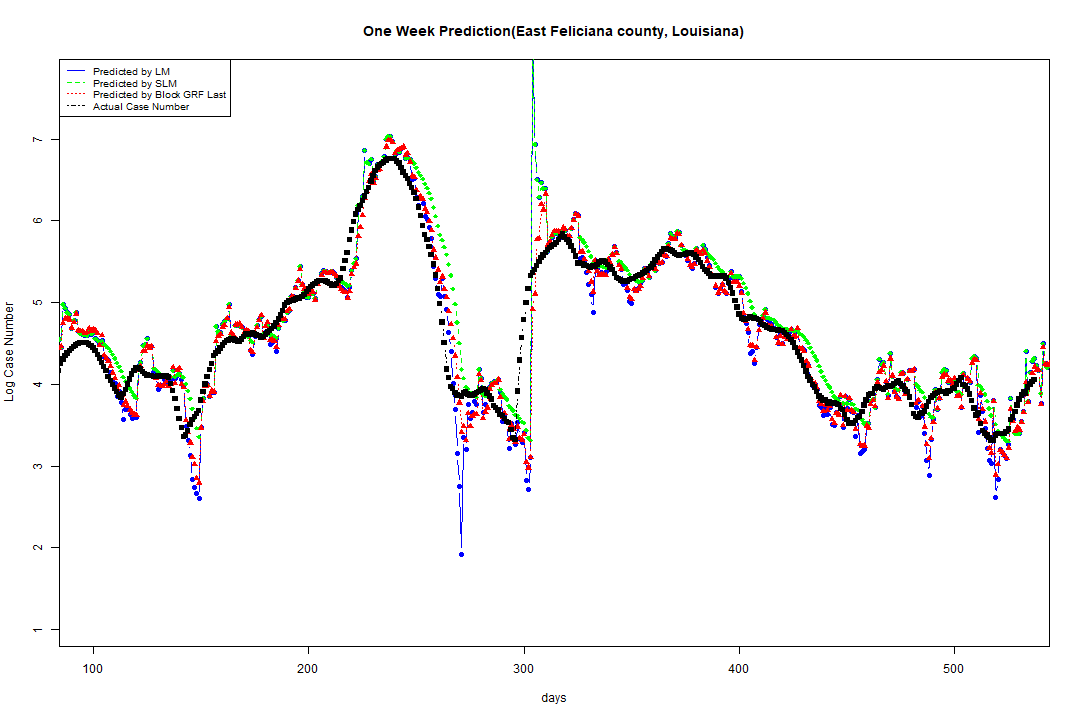 One Week Prediction(East Feliciana county, Louisiana)
Predicted by LM
Predicted by SLM
Predicted by Block GRF Last
Actual Case Number
Log Case Number
7
6
5
4
3
2
1
100 200 300 400 500
days